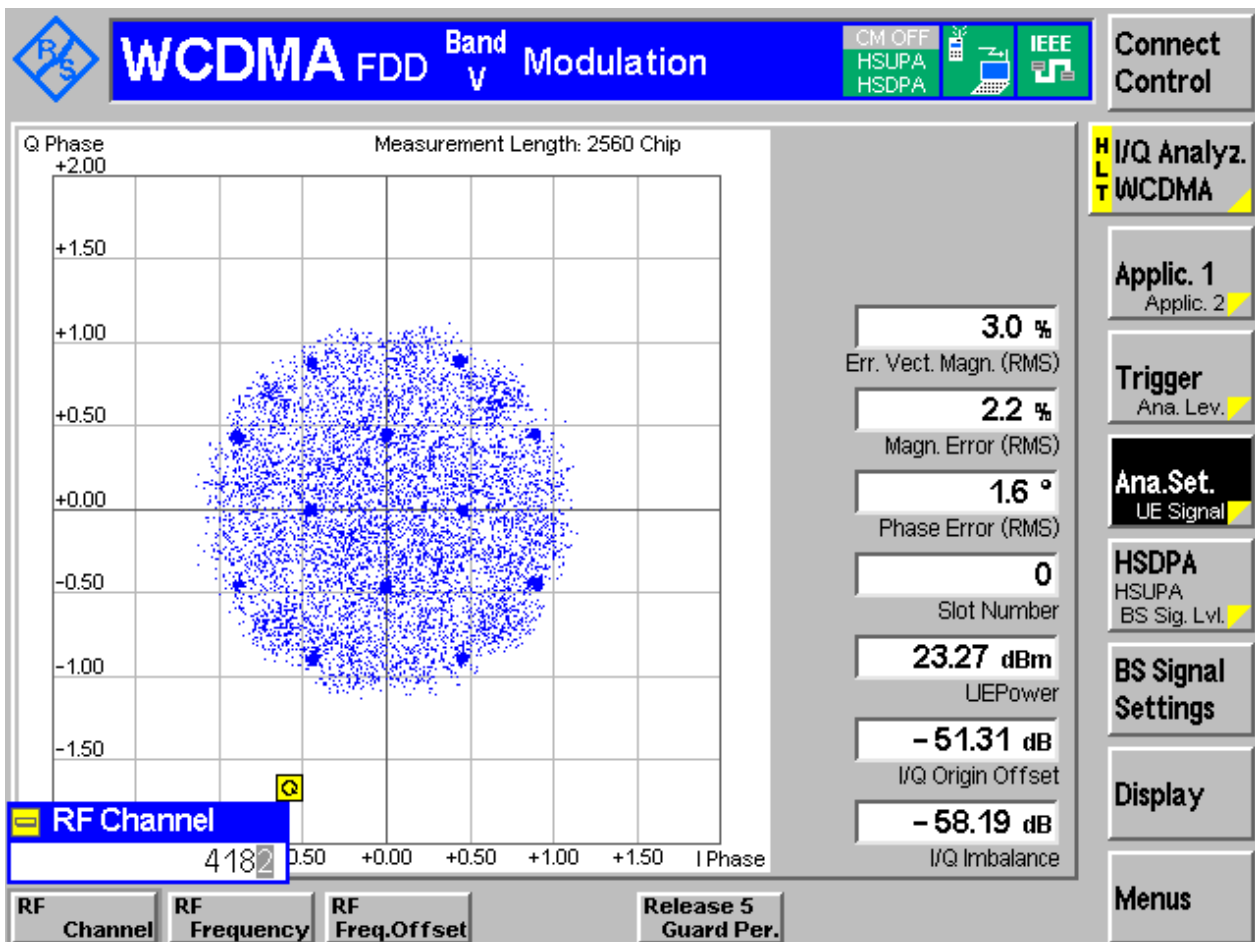 R/S
WCDMA FDD Band V Modulation
CM OFF
HSUPA
HSDPA
IEEE
Connect Control
Q Phase
Measurement Length: 2560 Chip
+2.00
+1.50
+1.00
+0.50
+0.00
-0.50
-1.00
-1.50
HLT
I/Q Analyz.
WCDMA
Applic. 1
Applic. 2
3.0 %
Err. Vect. Magn. (RMS)
Trigger
Ana. Lev.
2.2 %
Magn. Error (RMS)
Ana.Set.
UE Signal
1.6 °
Phase Error (RMS)
HSDPA
HSUPA
BS Sig. Lvl.
0
Slot Number
23.27 dBm
UEPower
BS Signal
Settings
-51.31 dB
I/Q Origin Offset
Display
-58.19 dB
I/Q Imbalance
Q
RF Channel
4182
0.50 +0.00 +0.50 +1.00 +1.50 I Phase
RF Channel
RF Frequency
RF Freq.Offset
Release 5 Guard Per.
Menus